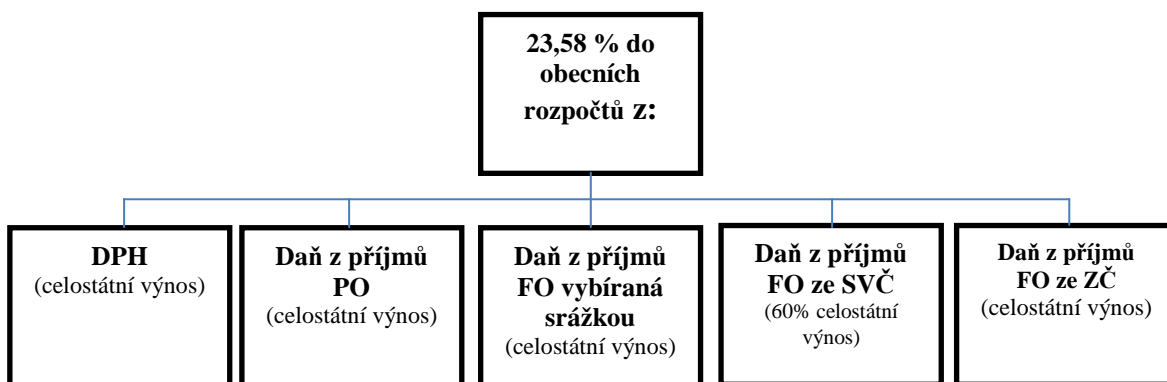 23,58 % do
obecních
rozpočtů z:
DPH
(celostátní výnos)
Daň z příjmů
PO
(celostátní výnos)
Daň z příjmů
FO vybíraná
srážkou
(celostátní výnos)
Daň z příjmů
FO ze SVČ
(60% celostátní
výnos)
Daň z příjmů
FO ze ZČ
(celostátní výnos)